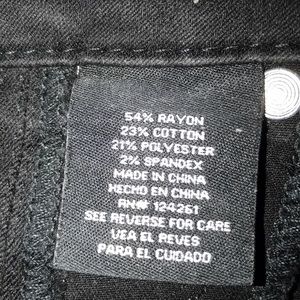 54% RAYON
23% COTTON
21% POLYESTER
2% SPANDEX
MADE IN CHINA
HECHO EN CHINA
RN# 124261
SEE REVERSE FOR CARE
VEA EL REVES
PARA EL CUIDADO